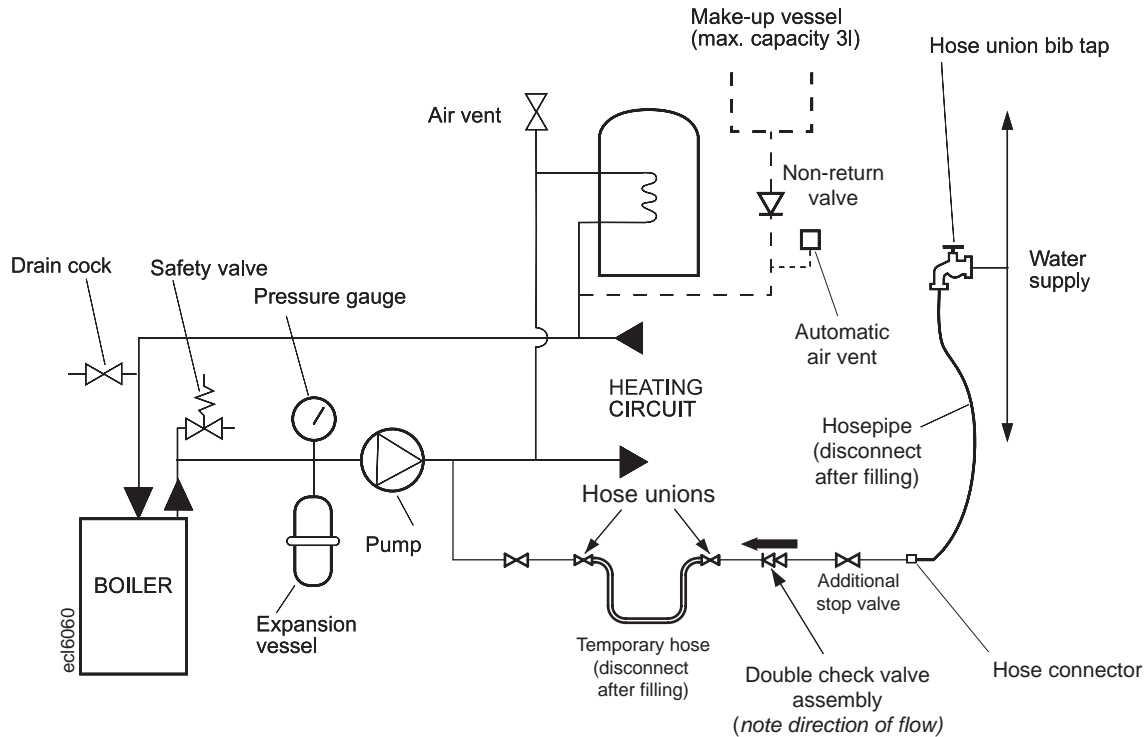 Make-up vessel
(max. capacity 3l)
Hose union bib tap
Air vent
Non-return
valve
Drain cock
Safety valve
Pressure gauge
Water
supply
Automatic
air vent
HEATING
CIRCUIT
Hosepipe
(disconnect
after filling)
Hose unions
Pump
BOILER
Additional
stop valve
Expansion
vessel
Temporary hose
(disconnect
after filling)
Double check valve
assembly
(note direction of flow)
Hose connector
ecl6060